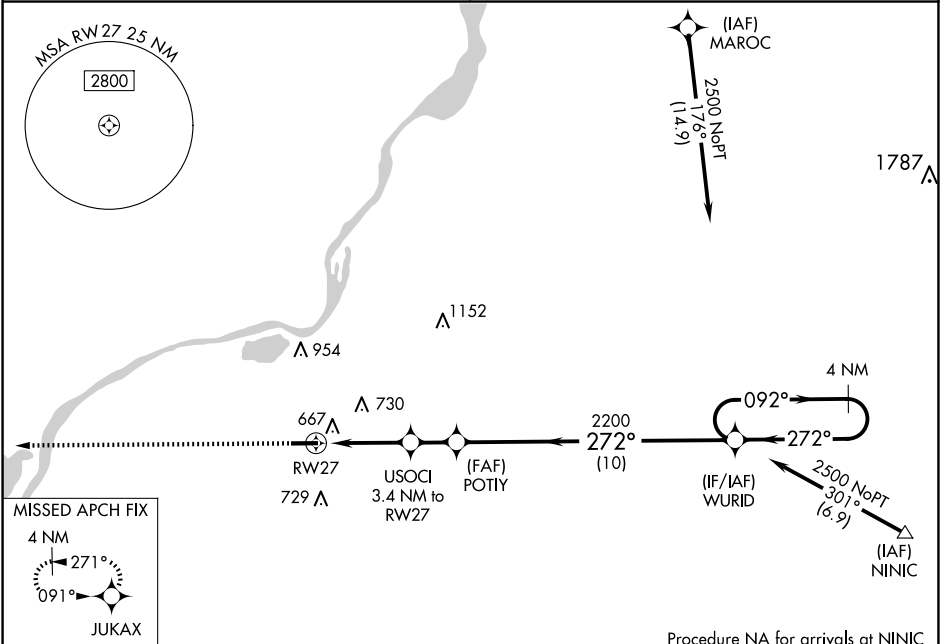 MSA RW27 25 NM
2800
(IAF)
MAROC
2500 NoPT
176°
(14.9)
1787
1152
954
730
667
RW27
729
USOCI
3.4 NM to
RW27
(FAF)
POTIY
2200
272°
(10)
4 NM
092°
272°
(IF/IAF)
WURID
2500 NoPT
301°
(6.9)
(IAF)
NINIC
MISSED APCH FIX
4 NM
271°
091°
JUKAX
Procedure NA for arrivals at NINIC